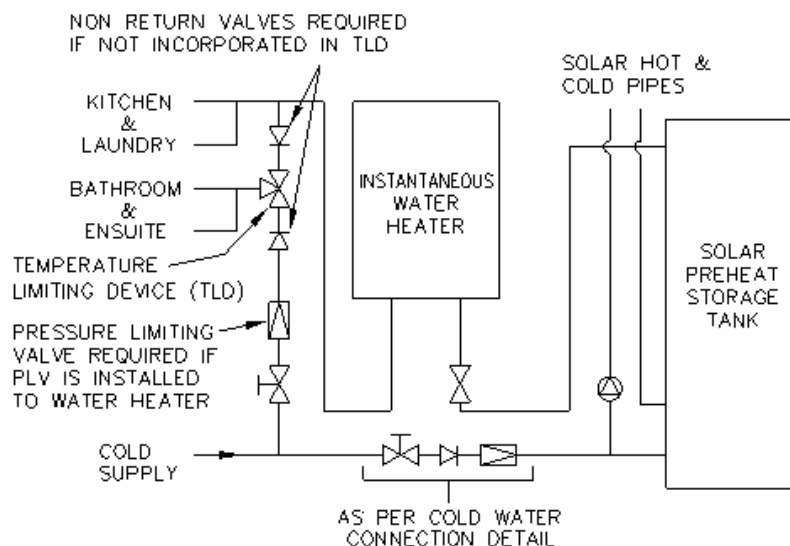 NON RETURN VALVES REQUIRED
IF NOT INCORPORATED IN TLD
SOLAR HOT &
COLD PIPES
KITCHEN
&
LAUNDRY
BATHROOM
&
ENSUITE
INSTANTANEOUS
WATER
HEATER
SOLAR
PREHEAT
STORAGE
TANK
TEMPERATURE
LIMITING DEVICE (TLD)
PRESSURE LIMITING
VALVE REQUIRED IF
PLV IS INSTALLED
TO WATER HEATER
COLD
SUPPLY
AS PER COLD WATER
CONNECTION DETAIL